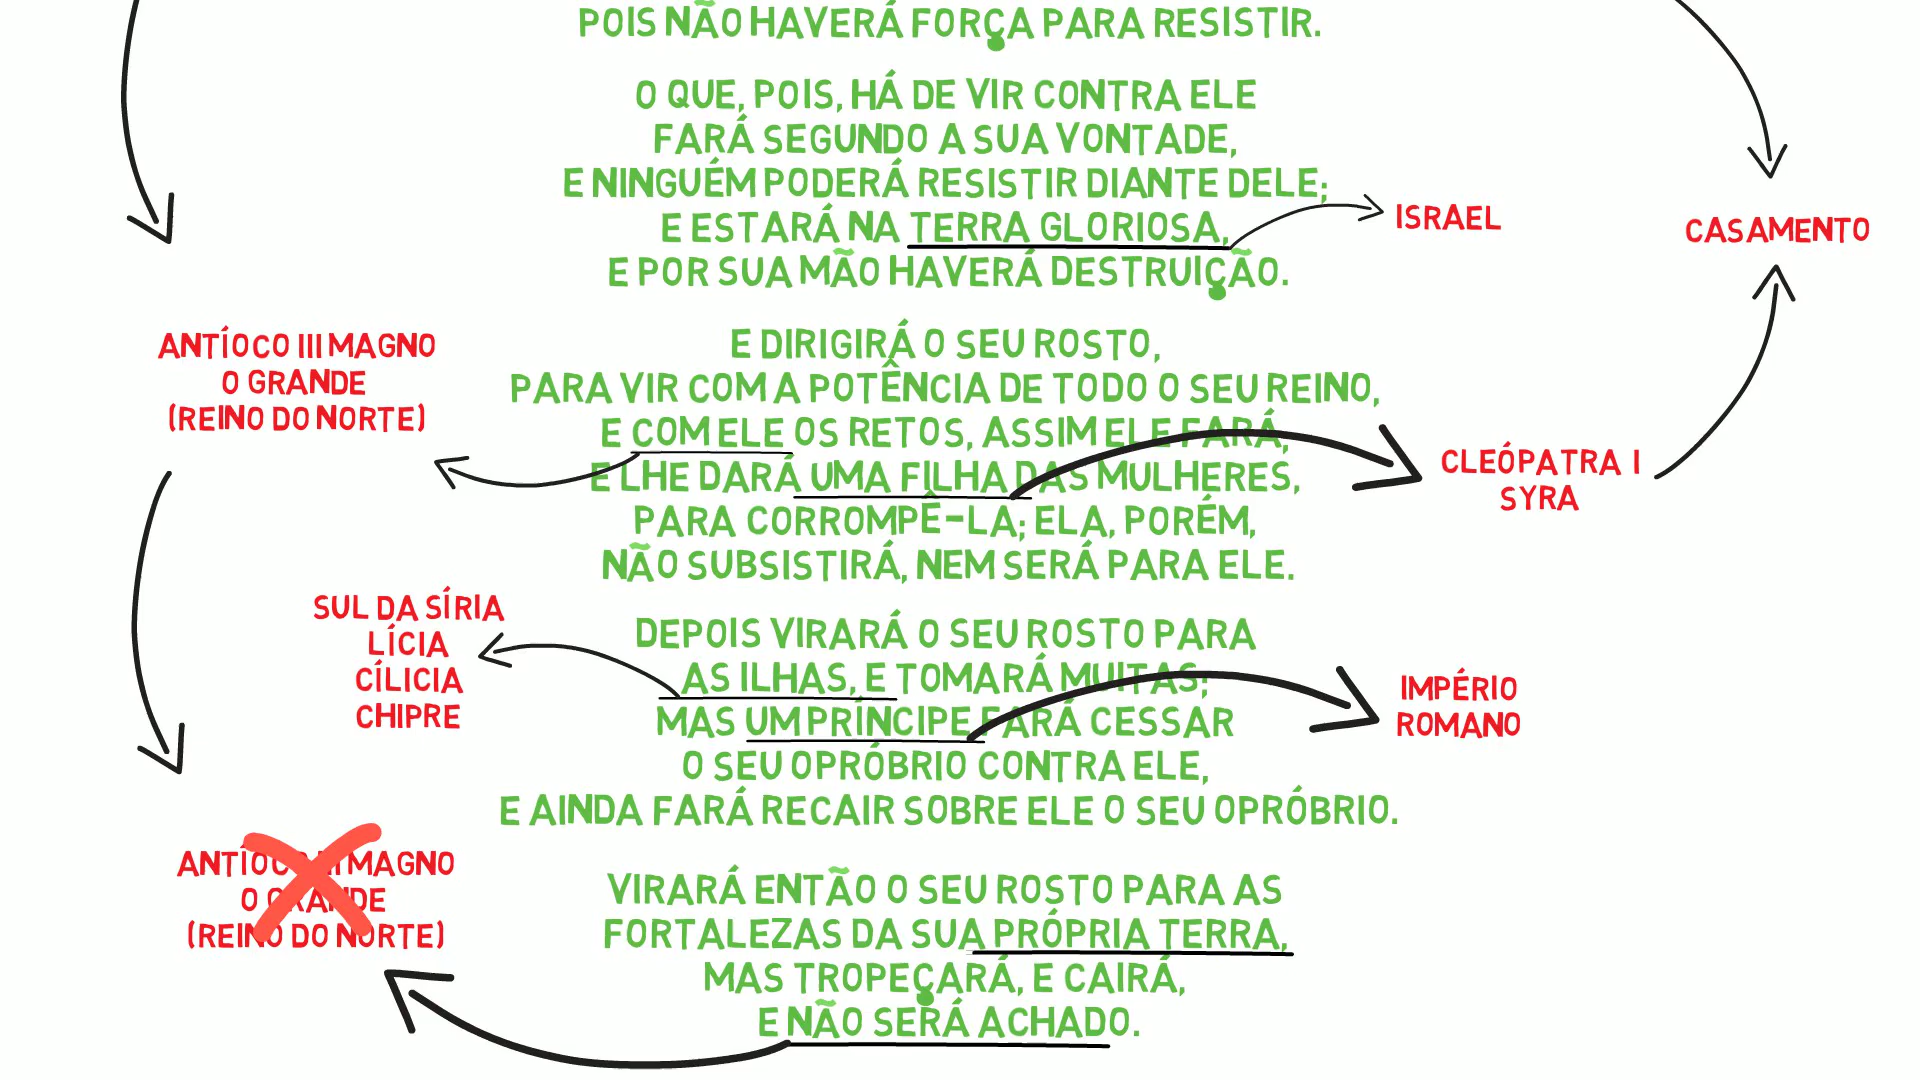 POIS NÃO HAVERÁ FORÇA PARA RESISTIR.
O QUE, POIS, HÁ DE VIR CONTRA ELE
FARÁ SEGUNDO A SUA VONTADE,
E NINGUÉM PODERÁ RESISTIR DIANTE DELE;
E ESTARÁ NA TERRA GLORIOSA,
E POR SUA MÃO HAVERÁ DESTRUIÇÃO.
ISRAEL
CASAMENTO
E DIRIGIRÁ O SEU ROSTO,
PARA VIR COM A POTÊNCIA DE TODO O SEU REINO,
E COM ELE OS RETOS, ASSIM ELE FARÁ,
E LHE DARÁ UMA FILHA DAS MULHERES,
PARA CORROMPÊ-LA; ELA, PORÉM,
NÃO SUBSISTIRÁ, NEM SERÁ PARA ELE.
ANTÍOCO III MAGNO
O GRANDE
(REINO DO NORTE)
CLEÓPATRA I
SYRA
DEPOIS VIRARÁ O SEU ROSTO PARA
AS ILHAS, E TOMARÁ MUITAS;
MAS UM PRÍNCIPE FARÁ CESSAR
O SEU OPRÓBRIO CONTRA ELE,
E AINDA FARÁ RECAIR SOBRE ELE O SEU OPRÓBRIO.
SUL DA SÍRIA
LÍCIA
CÍLICIA
CHIPRE
IMPÉRIO
ROMANO
VIRARÁ ENTÃO O SEU ROSTO PARA AS
FORTALEZAS DA SUA PRÓPRIA TERRA,
MAS TROPEÇARÁ, E CAIRÁ,
E NÃO SERÁ ACHADO.
ANTÍOCO III MAGNO
O GRANDE
(REINO DO NORTE)